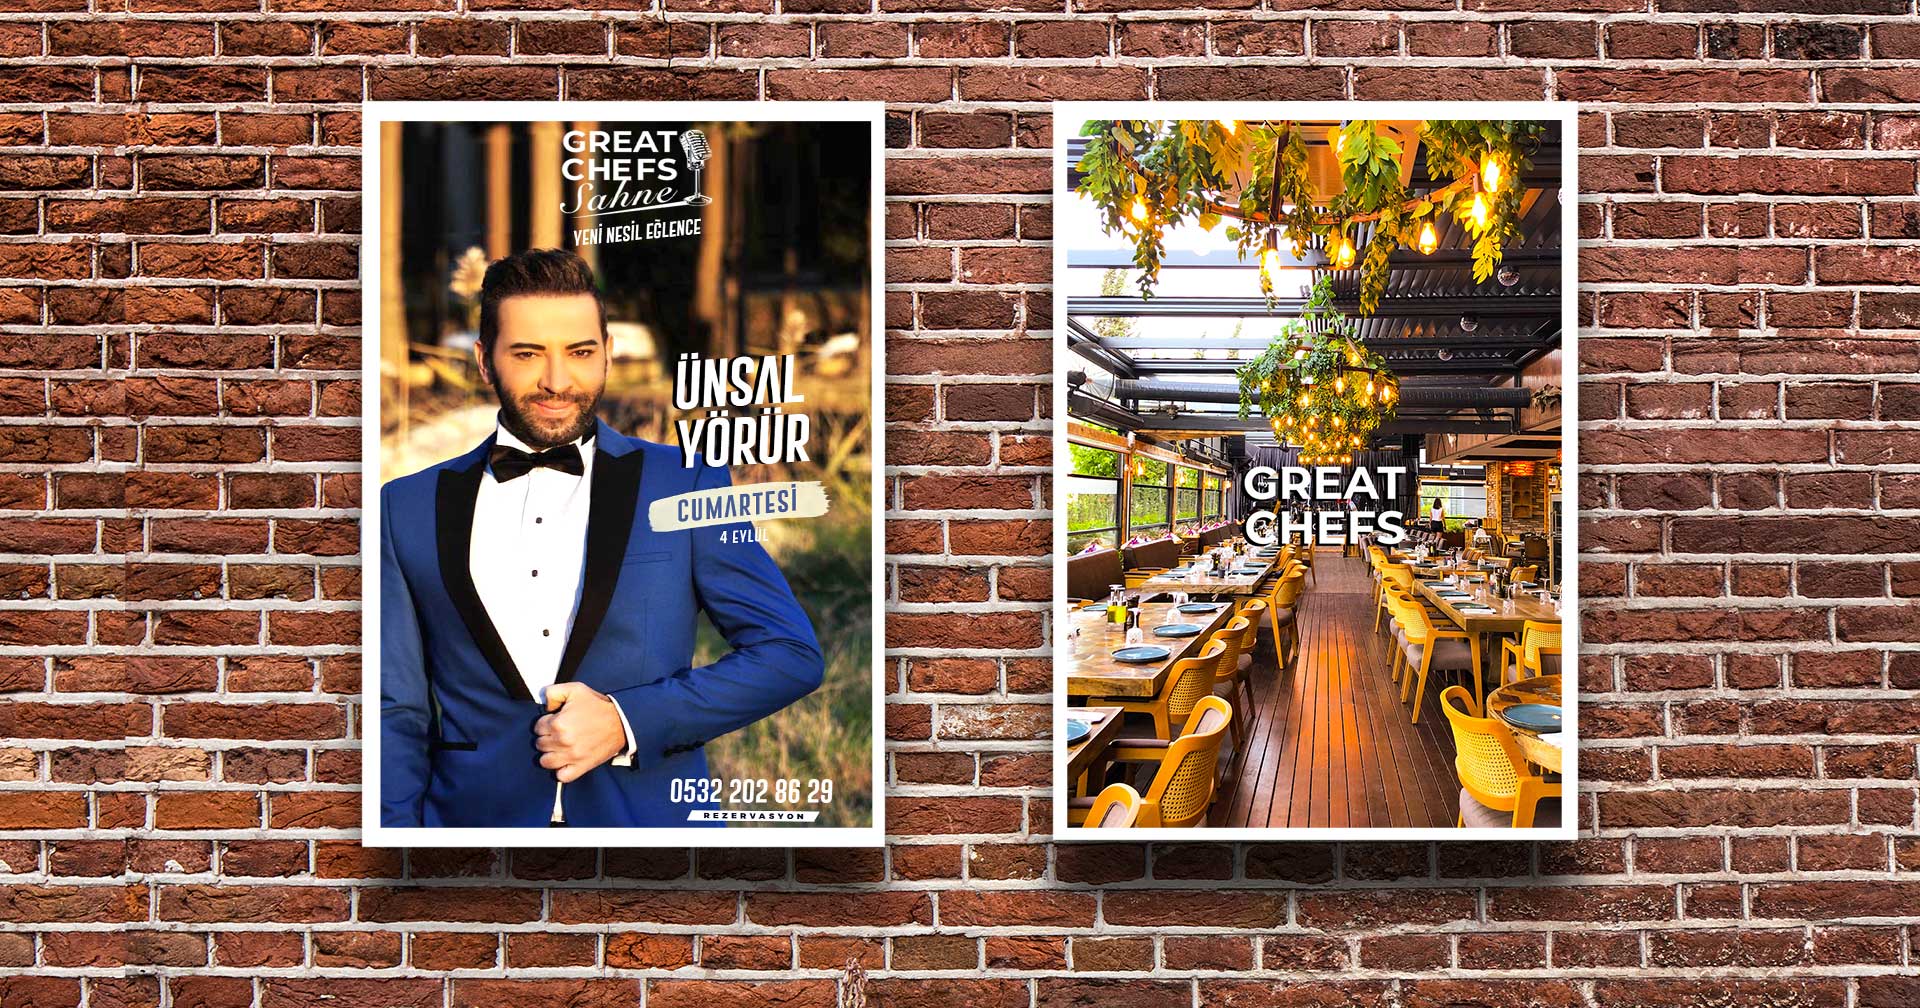 GREAT
CHEFS
Sahne
YENİ NESİL EĞLENCE
ÜNSAL
YÖRÜR
CUMARTESİ
4 EYLÜL
0532 202 86 29
REZERVASYON
GREAT
CHEFS